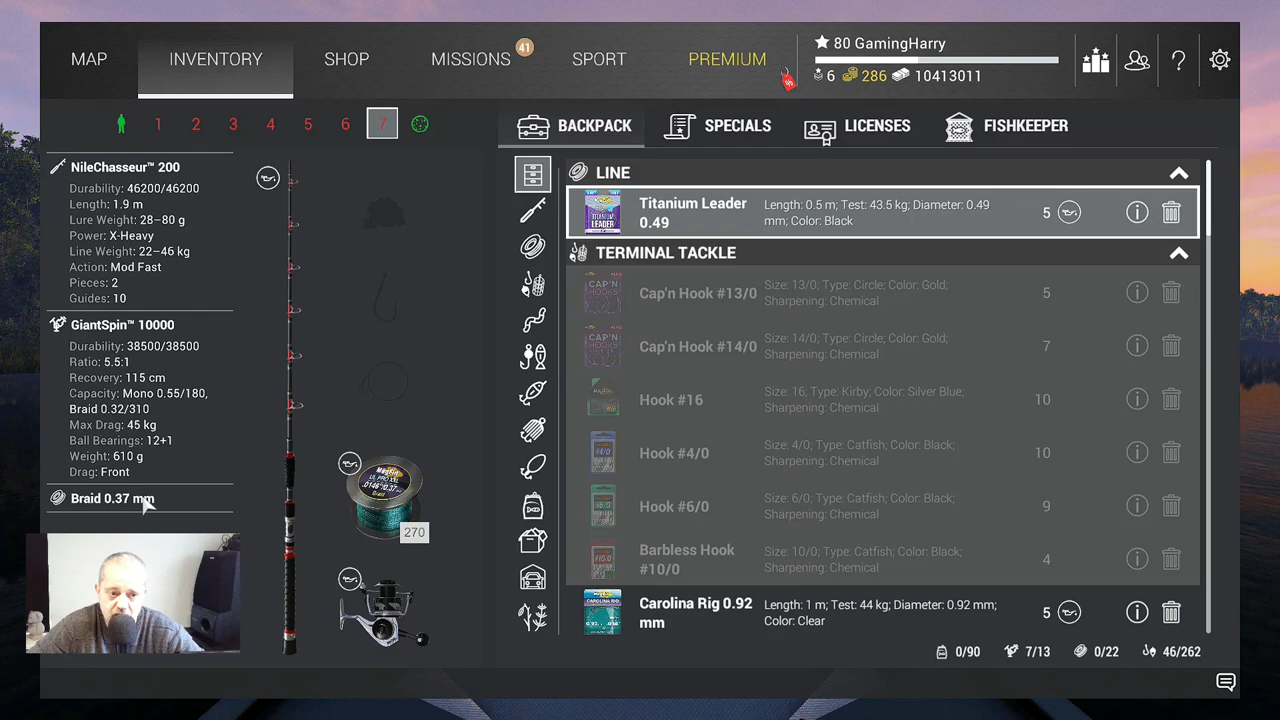 MAP
INVENTORY
SHOP
MISSIONS
41
SPORT
PREMIUM
80 GamingHarry
6 286 10413011
?
1 2 3 4 5 6 7
BACKPACK
SPECIALS
LICENSES
FISHKEEPER
NileChasseur™ 200
Durability: 46200/46200
Length: 1.9 m
Lure Weight: 28–80 g
Power: X-Heavy
Line Weight: 22–46 kg
Action: Mod Fast
Pieces: 2
Guides: 10
GiantSpin™ 10000
Durability: 38500/38500
Ratio: 5.5:1
Recovery: 115 cm
Capacity: Mono 0.55/180,
Braid 0.32/310
Max Drag: 45 kg
Ball Bearings: 12+1
Weight: 610 g
Drag: Front
Braid 0.37 mm
270
LINE
Titanium Leader
0.49
Length: 0.5 m; Test: 43.5 kg; Diameter: 0.49
mm; Color: Black
5
TERMINAL TACKLE
Cap'n Hook #13/0
Size: 13/0; Type: Circle; Color: Gold;
Sharpening: Chemical
5
Cap'n Hook #14/0
Size: 14/0; Type: Circle; Color: Gold;
Sharpening: Chemical
7
Hook #16
Size: 16; Type: Kirby; Color: Silver Blue;
Sharpening: Chemical
10
Hook #4/0
Size: 4/0; Type: Catfish; Color: Black;
Sharpening: Chemical
10
Hook #6/0
Size: 6/0; Type: Catfish; Color: Black;
Sharpening: Chemical
9
Barbless Hook
#10/0
Size: 10/0; Type: Catfish; Color: Black;
Sharpening: Chemical
4
Carolina Rig 0.92
mm
Length: 1 m; Test: 44 kg; Diameter: 0.92 mm;
Color: Clear
5
0/90 7/13 0/22 46/262